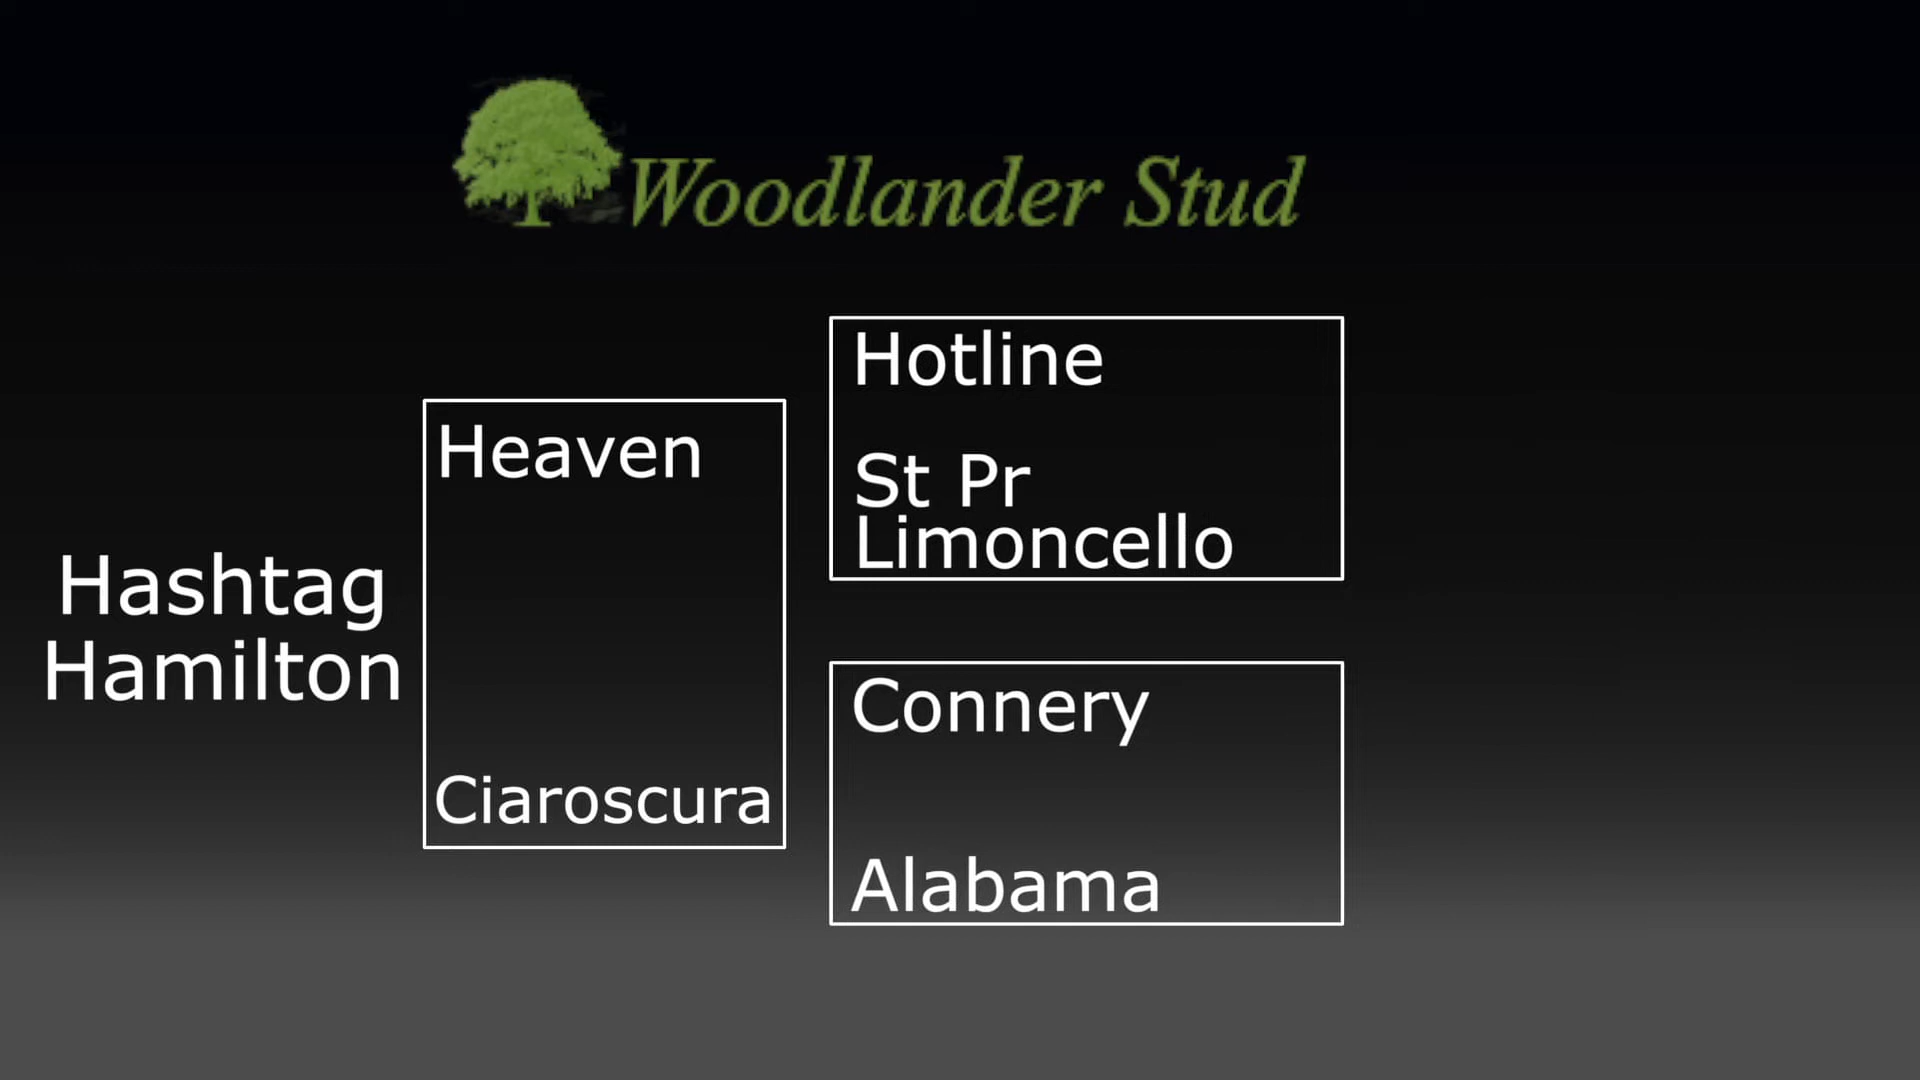 Woodlander Stud
Hashtag
Hamilton
Heaven
Ciaroscura
Hotline
St Pr
Limoncello
Connery
Alabama